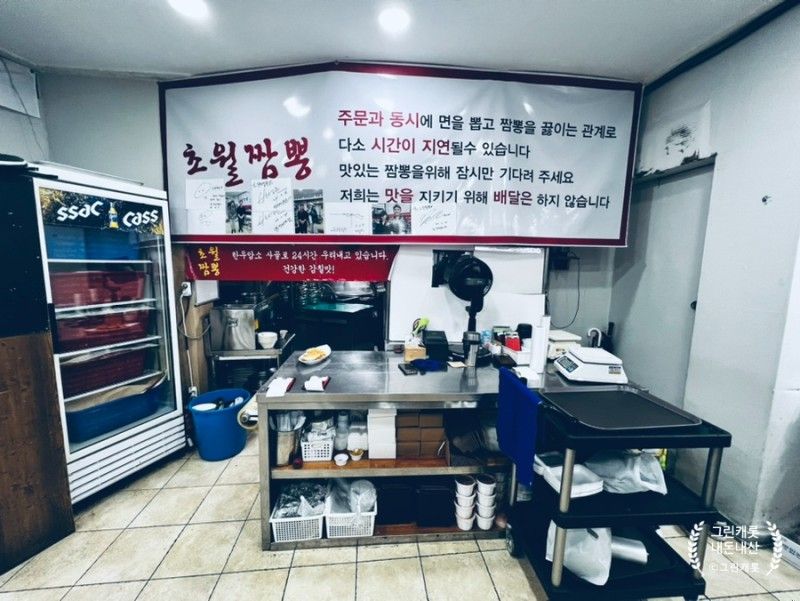 초월짬뽕
주문과 동시에 면을 뽑고 짬뽕을 끓이는 관계로
다소 시간이 지연될수 있습니다
맛있는 짬뽕을위해 잠시만 기다려 주세요
저희는 맛을 지키기 위해 배달은 하지 않습니다
ssac
cass
초월
짬뽕
한우암소 사골로 24시간 우려내고 있습니다.
건강한 감칠맛!
그린캐롯
내돈내산
©그린캐롯